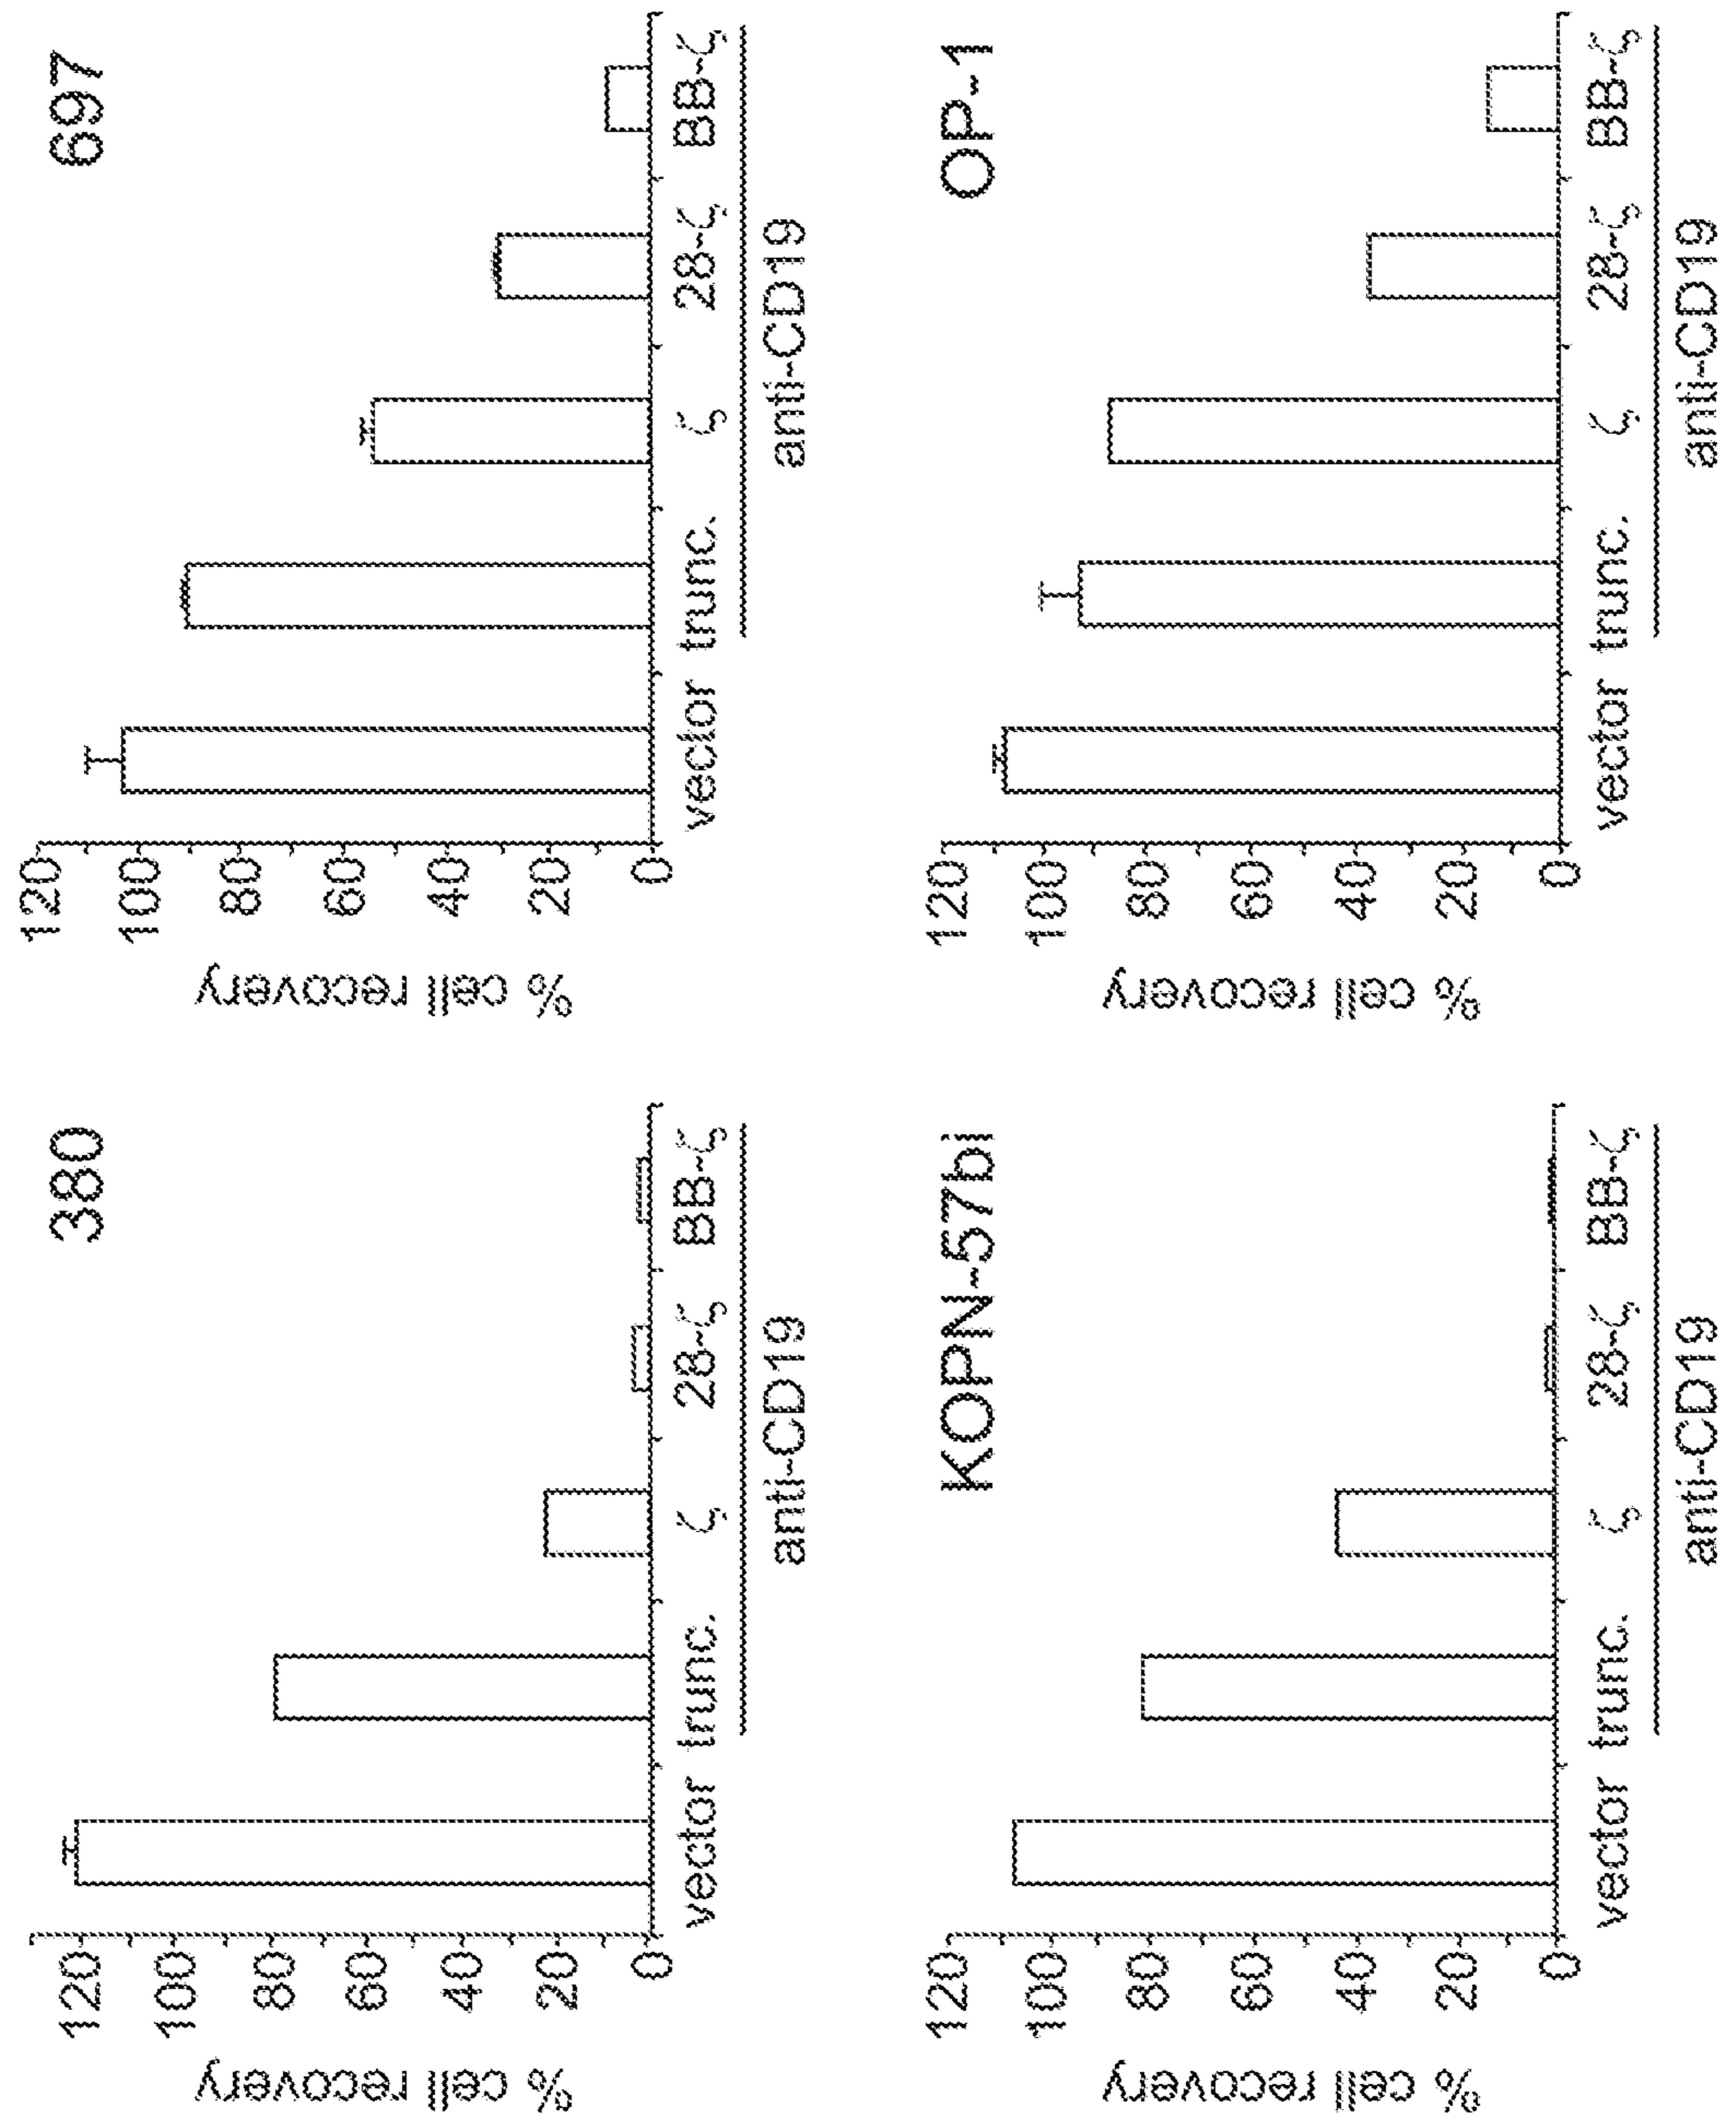 380
% cell recovery
120
100
80
60
40
20
0
vector trunc. ζ 28-ζ BB-ζ
anti-CD19
697
% cell recovery
120
100
80
60
40
20
0
vector trunc. ζ 28-ζ BB-ζ
anti-CD19
KOPN-57bi
% cell recovery
120
100
80
60
40
20
0
vector trunc. ζ 28-ζ BB-ζ
anti-CD19
OP-1
% cell recovery
120
100
80
60
40
20
0
vector trunc. ζ 28-ζ BB-ζ
anti-CD19